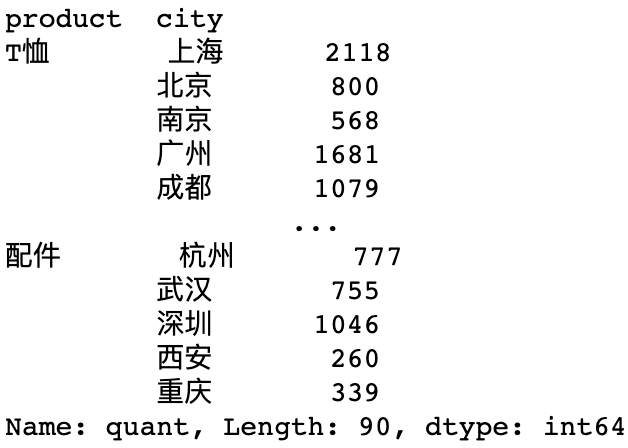 product city
T恤 上海 2118
北京 800
南京 568
广州 1681
成都 1079
...
配件 杭州 777
武汉 755
深圳 1046
西安 260
重庆 339
Name: quant, Length: 90, dtype: int64